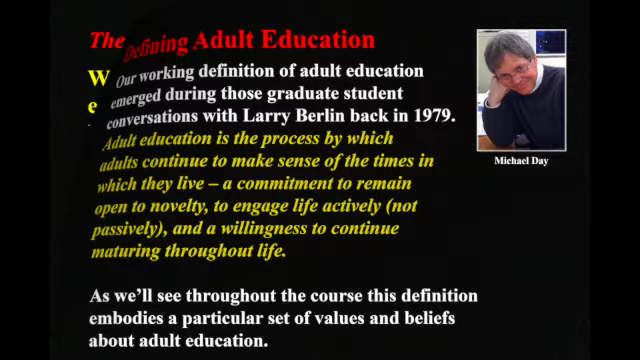 The
Defining Adult Education
W
e
Our working definition of adult education
emerged during those graduate student
conversations with Larry Berlin back in 1979.
Adult education is the process by which
adults continue to make sense of the times in
which they live – a commitment to remain
open to novelty, to engage life actively (not
passively), and a willingness to continue
maturing throughout life.
As we'll see throughout the course this definition
embodies a particular set of values and beliefs
about adult education.
Michael Day